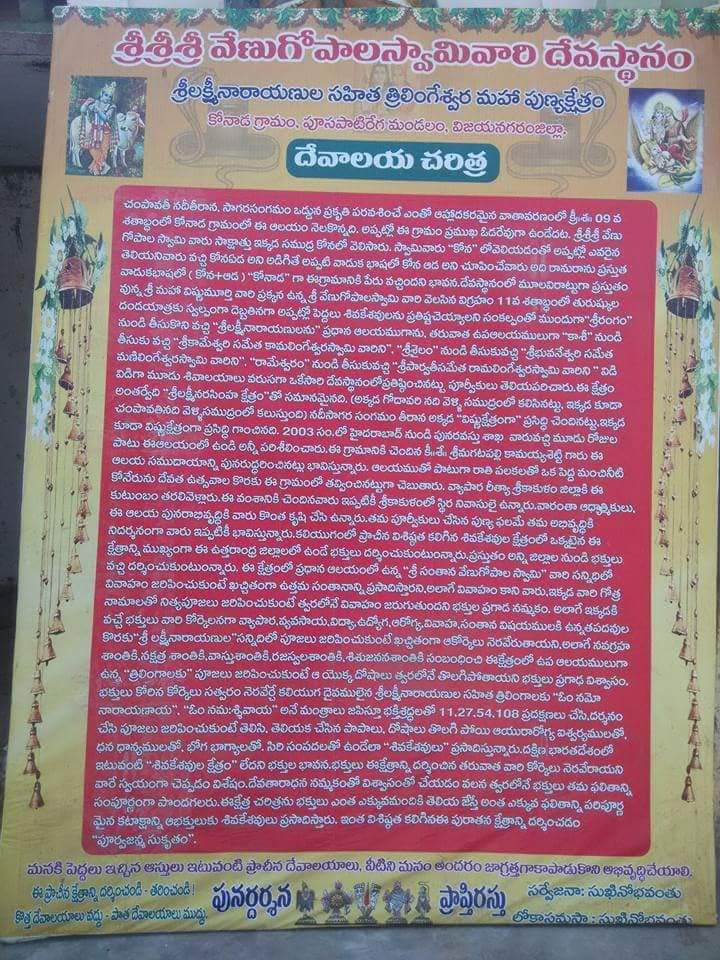 శ్రీశ్రీశ్రీ వేణుగోపాలస్వామివారి దేవస్థానం
శ్రీలక్ష్మీనారాయణుల సహిత త్రిలింగేశ్వర మహా పుణ్యక్షేత్రం
కోనాడ గ్రామం, పూసపాటిరేగ మండలం, విజయనగరంజిల్లా.
దేవాలయ చరిత్ర
చంపావతీ నదీతీరాన, సాగరసంగమం ఒడ్డున ప్రకృతి పరవశించే ఎంతో ఆహ్లాదకరమైన వాతావరణంలో క్రీ॥శ॥ 09 వ
శతాబ్ధంలో కోనాడ గ్రామంలో ఈ ఆలయం నెలకొన్నది. అప్పట్లో ఈ గ్రామం ప్రముఖ ఓడరేవుగా ఉండేదట. శ్రీశ్రీశ్రీ వేణు
గోపాల స్వామి వారు సాక్షాత్తు ఇక్కడ సముద్ర కోనలో వెలిసారు. స్వామివారు "కోన" లోవెలియడంతో అప్పట్లో ఎవరైన
తెలియనివారు వచ్చి కోనపడ అని అడిగితే అప్పటి వాడుక భాషలో కోన ఆడ అని చూపించేవారు అది రానురాను ప్రస్తుత
వాడుకభాషలో ( కోన+ఆడ ) "కోనాడ" గా ఈగ్రామానికి పేరు వచ్చిందని భావన.దేవస్థానంలో మూలవిరాట్టుగా ప్రస్తుతం
వున్న శ్రీ మహా విష్ణుమూర్తి వారి ప్రక్కన ఉన్న శ్రీ వేణుగోపాలస్వామి వారు వెలసిన విగ్రహం 11వ శతాబ్ధంలో తురుష్కుల
దండయాత్రకు స్వల్పంగా దెబ్బతినగా అప్పట్లో పెద్దలు శివకేశవులను ప్రతిష్టచెయ్యాలని సంకల్పంతో ముందుగా "శ్రీరంగం"
నుండి తీసుకొని వచ్చి "శ్రీలక్ష్మీనారాయణులను" ప్రధాన ఆలయముగాను, తరువాత ఉపఆలయములుగా "కాశీ" నుండి
తీసుకు వచ్చి "శ్రీకామేశ్వరి సమేత కామలింగేశ్వరస్వామి వారిని", "శ్రీశైలం" నుండి తీసుకువచ్చి "శ్రీభువనేశ్వరి సమేత
మణిలింగేశ్వరస్వామి వారిని", "రామేశ్వరం" నుండి తీసుకువచ్చి "శ్రీపార్వతీసమేత రామలింగేశ్వరస్వామి వారిని " విడి
విడిగా మూడు శివాలయాలు వరుసగా ఒకేసారి దేవస్థానంలోప్రతిష్ఠించినట్లు పూర్వీకులు తెలియపరిచారు.ఈ క్షేత్రం
అంతర్వేది "శ్రీలక్ష్మీనరసింహ క్షేత్రం"తో సమానమైనది. (అక్కడ గోదావరి నది వెళ్ళి సముద్రంలో కలిసినట్లు, ఇక్కడ కూడా
చంపావతినది వెళ్ళిసముద్రంలో కలుస్తుంది) నదీసాగర సంగమం తీరాన అక్కడ "విష్ణుక్షేత్రంగా" ప్రసిద్ధి చెందినట్లు,ఇక్కడ
కూడా విష్ణుక్షేత్రంగా ప్రసిద్ధి గాంచినది. 2003 సం.లో హైదరాబాద్ నుండి పునరవస్తు శాఖ వారువచ్చి మూడు రోజుల
పాటు ఈఆలయంలో ఉండి అన్నీ పరిశీలించారు.ఈ గ్రామానికి చెందిన కీ॥శే॥ శ్రీమగటపల్లి కామయ్యశెట్టి గారు ఈ
ఆలయ సముదాయాన్ని పునరుద్ధరించినట్లు భావిస్తున్నారు. ఆలయముతో పాటుగా రాతి పలకలతో ఒక పెద్ద మంచినీటి
కోనేరును దేవత ఉత్సవాల కొరకు ఈ గ్రామంలో తవ్వించినట్లుగా చెబుతారు. వ్యాపార రీత్యా శ్రీకాకుళం జిల్లాకి ఈ
కుటుంబం తరలివెళ్లారు.ఈ వంశానికి చెందినవారు ఇప్పటికీ శ్రీకాకుళంలో స్థిర నివాసులై ఉన్నారు.వారంతా ఆధ్యాత్మికులు,
ఈ ఆలయ పునరాభివృద్ధికి వారు కొంత కృషి చేసి ఉన్నారు.తమ పూర్వీకులు చేసిన పుణ్య ఫలమే తమ అభివృద్ధికి
నిదర్శనంగా వారు ఇప్పటికీ భావిస్తున్నారు.కలియుగంలో ప్రాచీన విశిష్ఠత కలిగిన శివకేశవుల క్షేత్రంలో ఒక్కటైన ఈ
క్షేత్రాన్ని ముఖ్యంగా ఈ ఉత్తరాంధ్ర జిల్లాలలో ఉండే భక్తులు దర్శించుకుంటున్నారు.ప్రస్తుతం అన్ని జిల్లాల నుండి భక్తులు
వచ్చి దర్శించుకుంటున్నారు. ఈ క్షేత్రంలో ప్రధాన ఆలయంలో ఉన్న "శ్రీ సంతాన వేణుగోపాల స్వామి" వారి సన్నిధిలో
వివాహం జరిపించుకుంటే ఖచ్చితంగా ఉత్తమ సంతానాన్ని ప్రసాదిస్తారని,అలాగే వివాహం కాని వారు,ఇక్కడ వారి గోత్ర
నామాలతో నిత్యపూజలు జరిపించుకుంటే త్వరలోనే వివాహం జరుగుతుందని భక్తుల ప్రగాడ నమ్మకం. అలాగే ఇక్కడకి
వచ్చే భక్తులు వారి కోర్కెలనగా వ్యాపార,వ్యవసాయ,విద్యా,ఉద్యోగ,ఆరోగ్య,వివాహ,సంతాన విషయములకి ఉన్నతపదవుల
కొరకు"శ్రీ లక్ష్మీనారాయణుల"సన్నిదిలో పూజలు జరిపించుకుంటే ఖచ్చితంగా ఆకోర్కెలు నెరవేరుతాయని,అలాగే నవగ్రహ
శాంతికి,నక్షత్ర శాంతికి,వాస్తుశాంతికి,రజస్వలశాంతికి,శిశుజననశాంతికి సంబంధించి ఈక్షేత్రంలో ఉప ఆలయములుగా
ఉన్న "త్రిలింగాలకు" పూజలు జరిపించుకుంటే ఆ యొక్క దోషాలు త్వరలోనే తొలగిపోతాయని భక్తులు ప్రగాఢ విశ్వాసం.
భక్తులు కోరిన కోర్కెలు సత్వరం నెరవేర్చే కలియుగ దైవములైన శ్రీలక్ష్మీనారాయణుల సహిత త్రిలింగాలకు "ఓం నమో
నారాయణాయ", "ఓం నమఃశ్శివాయ" అనే మంత్రాలు జపిస్తూ భక్తిశ్రద్ధలతో 11,27,54,108 ప్రదక్షణలు చేసి,దర్శనం
చేసి పూజలు జరిపించుకుంటే తెలిసి, తెలియక చేసిన పాపాలు, దోషాలు తొలగి పోయి ఆయురారోగ్య ఐశ్వర్యములతో,
ధన ధాన్యములతో, భోగ భాగ్యాలతో, సిరి సంపదలతో ఉండేలా "శివకేశవులు" ప్రసాదిస్తున్నారు.దక్షిణ భారతదేశంలో
ఇటువంటి "శివకేశవుల క్షేత్రం" లేదని భక్తుల భావన.భక్తులు ఈక్షేత్రాన్ని దర్శించిన తరువాత వారి కోర్కెలు నెరవేరాయని
వారే స్వయంగా చెప్పడం విశేషం.దేవతారాధన నమ్మకంతో విశ్వాసంతో చేయడం వలన త్వరలోనే భక్తులు తమ ఫలితాన్ని
సంపూర్ణంగా పొందగలరు.ఈక్షేత్ర చరిత్రను భక్తులు ఎంత ఎక్కువమందికి తెలియ జేస్తే అంత ఎక్కువ ఫలితాన్ని పరిపూర్ణ
మైన కటాక్షాన్ని ఆభక్తులుకు శివకేశవులు ప్రసాదిస్తారు. ఇంత విశిష్ఠత కలిగినఈ పురాతన క్షేత్రాన్ని దర్శించడం
"పూర్వజన్మ సుకృతం".
మనకి పెద్దలు ఇచ్చిన ఆస్తులు ఇటువంటి ప్రాచీన దేవాలయాలు, వీటిని మనం అందరం జాగ్రత్తగాకాపాడుకొని అభివృద్ధిచేయాలి.
ఈ ప్రాచీన క్షేత్రాన్ని దర్శించండి - తరించండి !
కొత్త దేవాలయాలు వద్దు - పాత దేవాలయాలు ముద్దు.
పునర్దర్శన ప్రాప్తిరస్తు
సర్వేజనాః సుఖినోభవంతు
లోకాసమస్తాః సుఖినోభవంతు